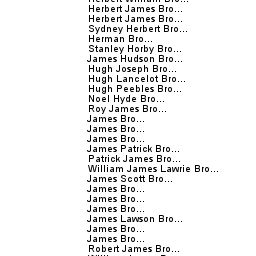 Herbert William Bro...
Herbert James Bro...
Herbert James Bro...
Sydney Herbert Bro...
Herman Bro...
Stanley Horby Bro...
James Hudson Bro...
Hugh Joseph Bro...
Hugh Lancelot Bro...
Hugh Peebles Bro...
Noel Hyde Bro...
Roy James Bro...
James Bro...
James Bro...
James Bro...
James Patrick Bro...
Patrick James Bro...
William James Lawrie Bro...
James Scott Bro...
James Bro...
James Bro...
James Bro...
James Lawson Bro...
James Bro...
James Bro...
Robert James Bro...